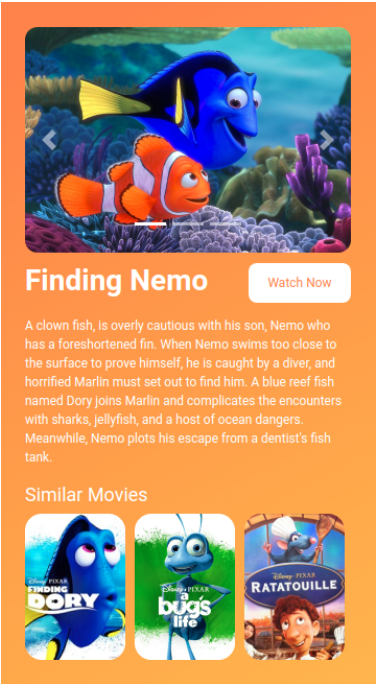 Finding Nemo
Watch Now
A clown fish, is overly cautious with his son, Nemo who
has a foreshortened fin. When Nemo swims too close to
the surface to prove himself, he is caught by a diver, and
horrified Marlin must set out to find him. A blue reef fish
named Dory joins Marlin and complicates the encounters
with sharks, jellyfish, and a host of ocean dangers.
Meanwhile, Nemo plots his escape from a dentist's fish
tank.
Similar Movies
Disney · PIXAR
FINDING
DORY
Disney · PIXAR
a
bug's
life
Disney · PIXAR
RATATOUILLE